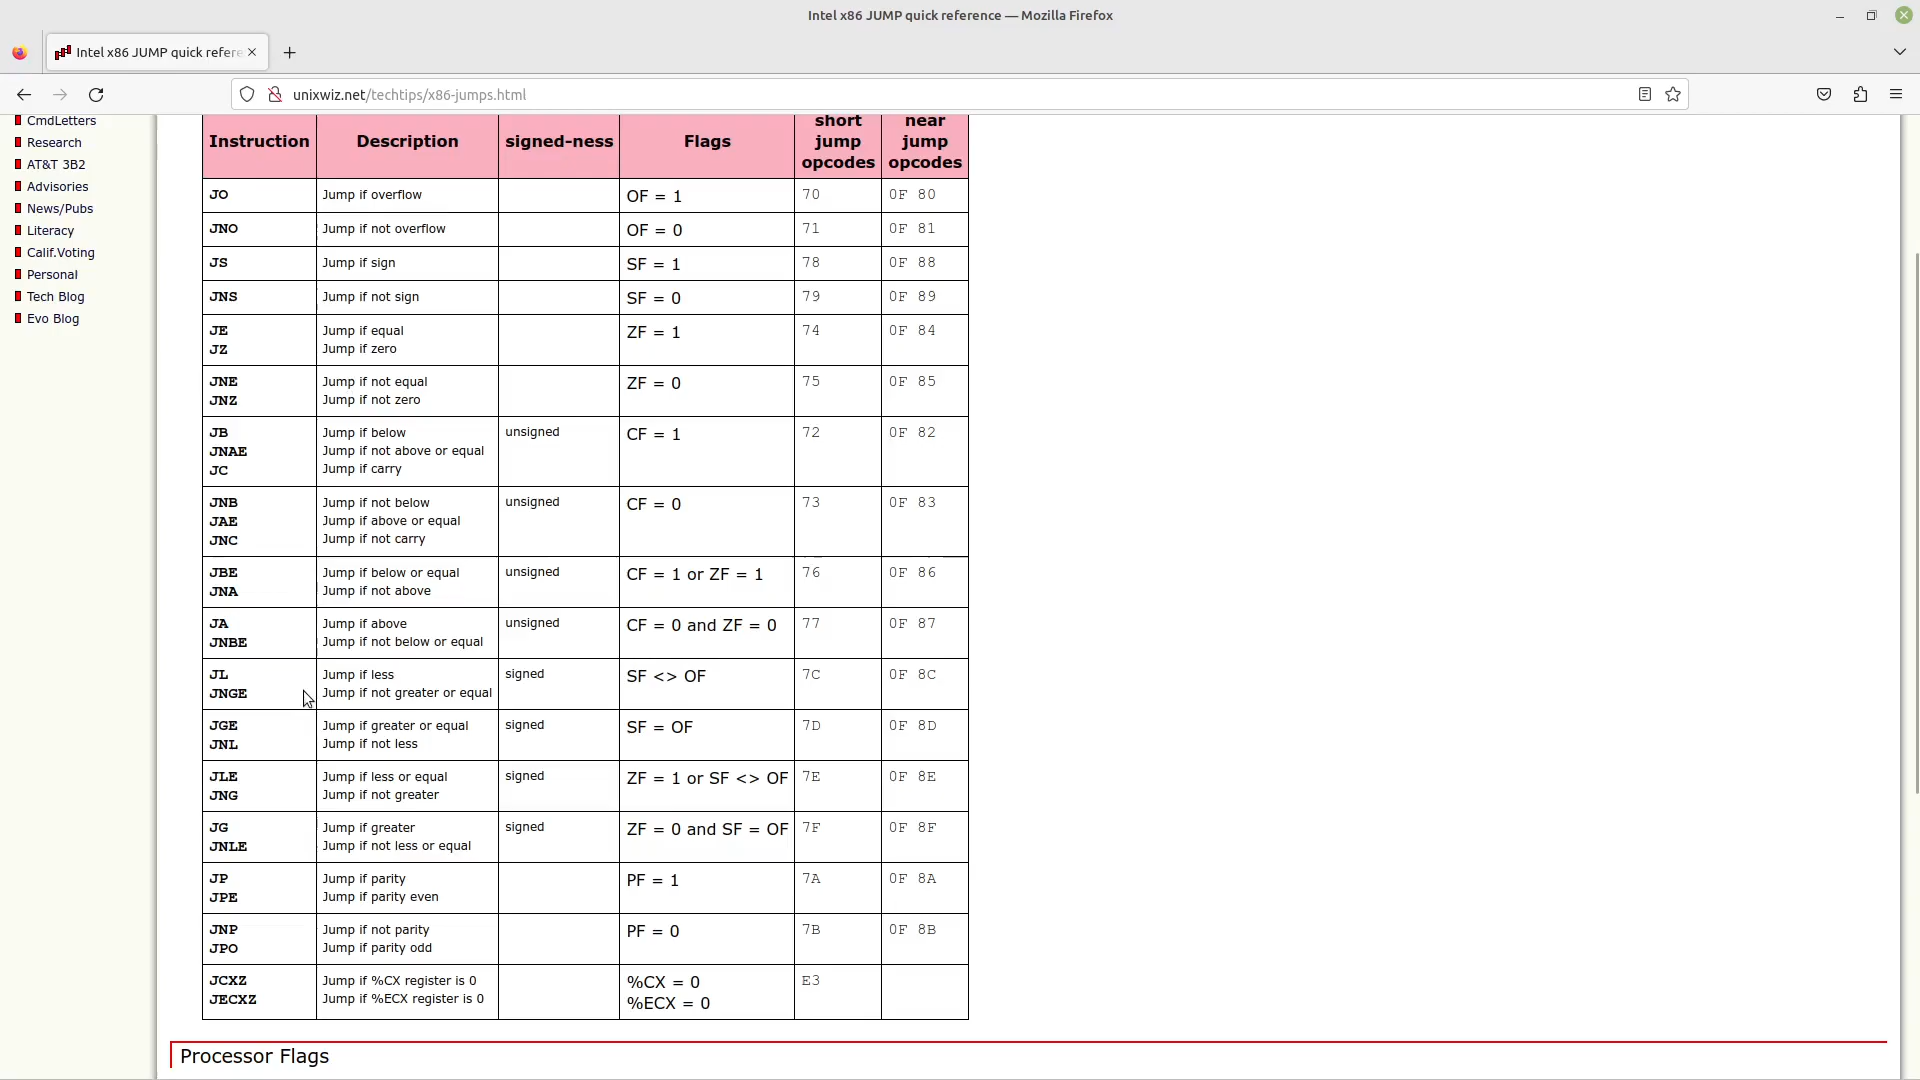 Intel x86 JUMP quick reference — Mozilla Firefox
Intel x86 JUMP quick refere
unixwiz.net/techtips/x86-jumps.html
CmdLetters
Research
AT&T 3B2
Advisories
News/Pubs
Literacy
Calif.Voting
Personal
Tech Blog
Evo Blog
Instruction Description signed-ness Flags short jump opcodes near jump opcodes
JO Jump if overflow OF = 1 70 0F 80
JNO Jump if not overflow OF = 0 71 0F 81
JS Jump if sign SF = 1 78 0F 88
JNS Jump if not sign SF = 0 79 0F 89
JE Jump if equal ZF = 1 74 0F 84
JZ Jump if zero
JNE Jump if not equal ZF = 0 75 0F 85
JNZ Jump if not zero
JB Jump if below unsigned CF = 1 72 0F 82
JNAE Jump if not above or equal
JC Jump if carry
JNB Jump if not below unsigned CF = 0 73 0F 83
JAE Jump if above or equal
JNC Jump if not carry
JBE Jump if below or equal unsigned CF = 1 or ZF = 1 76 0F 86
JNA Jump if not above
JA Jump if above unsigned CF = 0 and ZF = 0 77 0F 87
JNBE Jump if not below or equal
JL Jump if less signed SF <> OF 7C 0F 8C
JNGE Jump if not greater or equal
JGE Jump if greater or equal signed SF = OF 7D 0F 8D
JNL Jump if not less
JLE Jump if less or equal signed ZF = 1 or SF <> OF 7E 0F 8E
JNG Jump if not greater
JG Jump if greater signed ZF = 0 and SF = OF 7F 0F 8F
JNLE Jump if not less or equal
JP Jump if parity PF = 1 7A 0F 8A
JPE Jump if parity even
JNP Jump if not parity PF = 0 7B 0F 8B
JPO Jump if parity odd
JCXZ Jump if %CX register is 0 %CX = 0 E3
JECXZ Jump if %ECX register is 0 %ECX = 0
Processor Flags